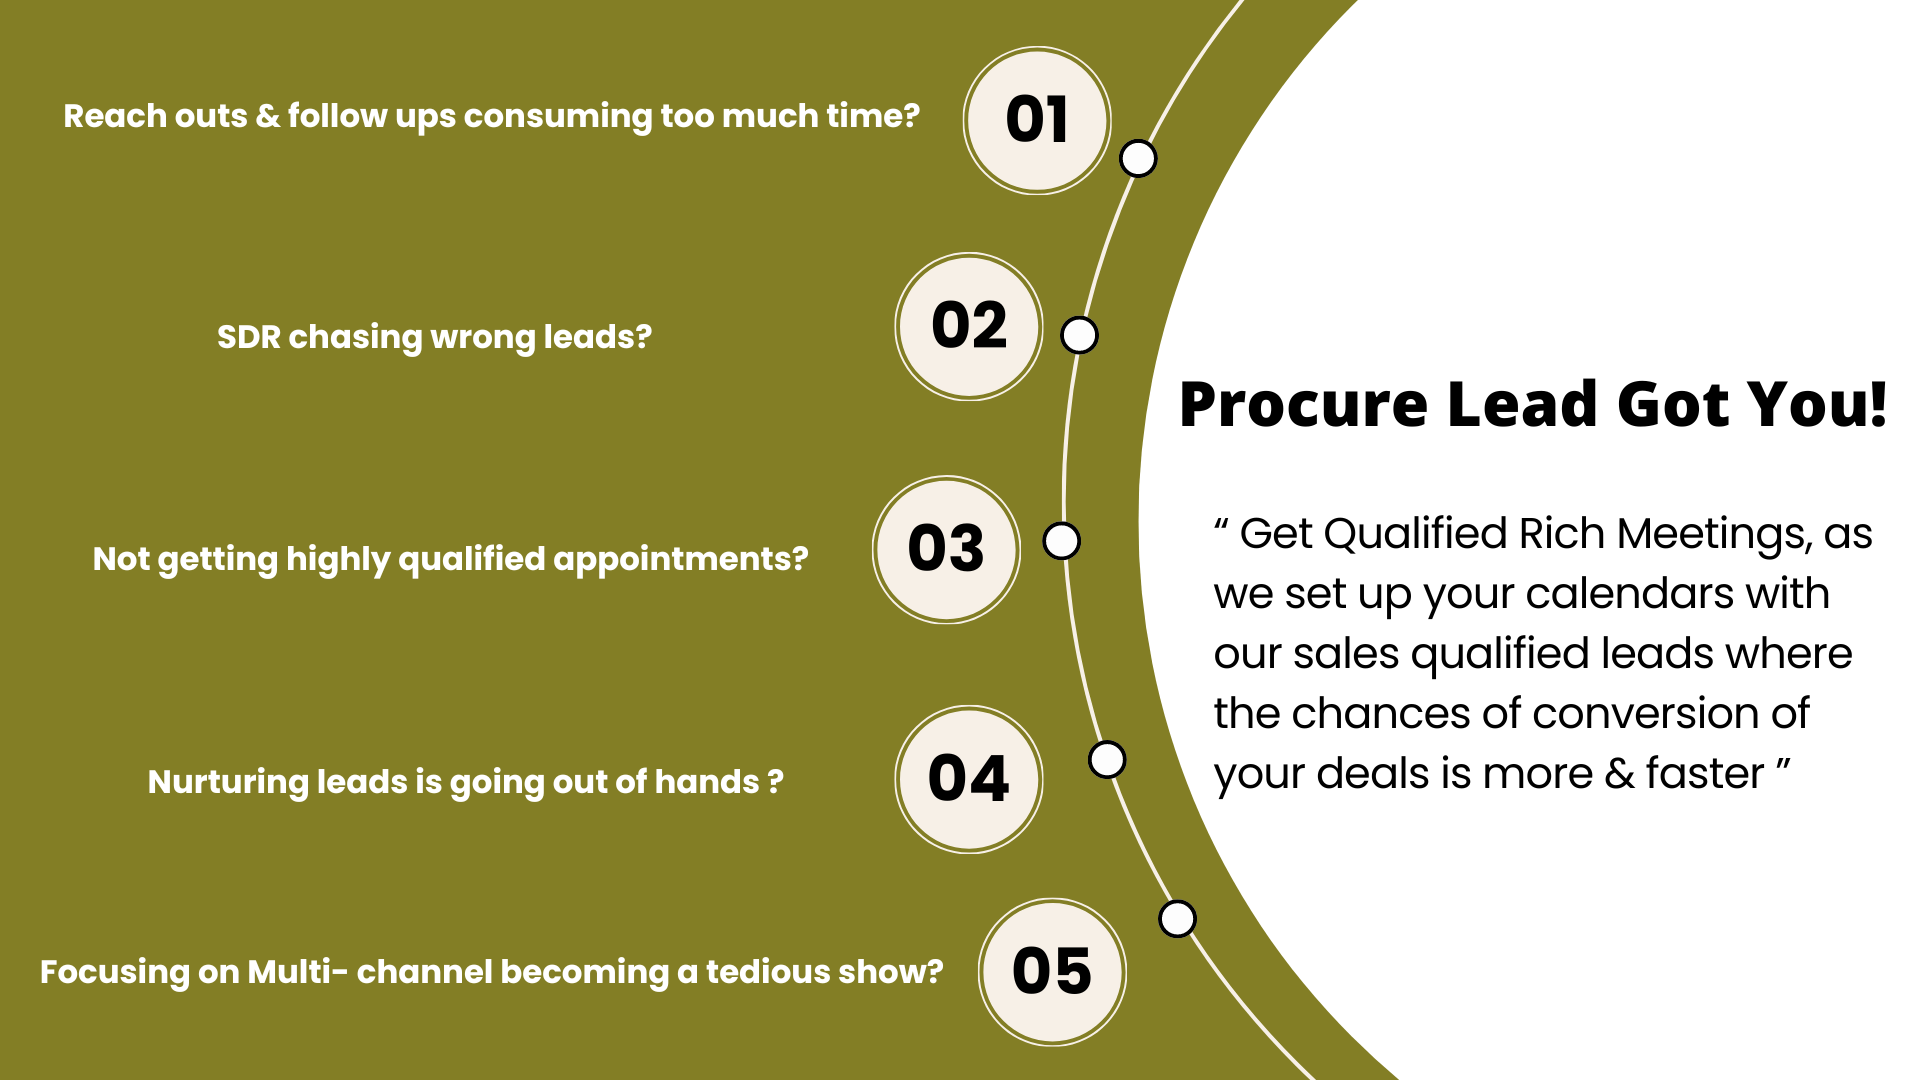 Reach outs & follow ups consuming too much time?
01
SDR chasing wrong leads?
02
Not getting highly qualified appointments?
03
Nurturing leads is going out of hands ?
04
Focusing on Multi- channel becoming a tedious show?
05
Procure Lead Got You!
“ Get Qualified Rich Meetings, as
we set up your calendars with
our sales qualified leads where
the chances of conversion of
your deals is more & faster ”